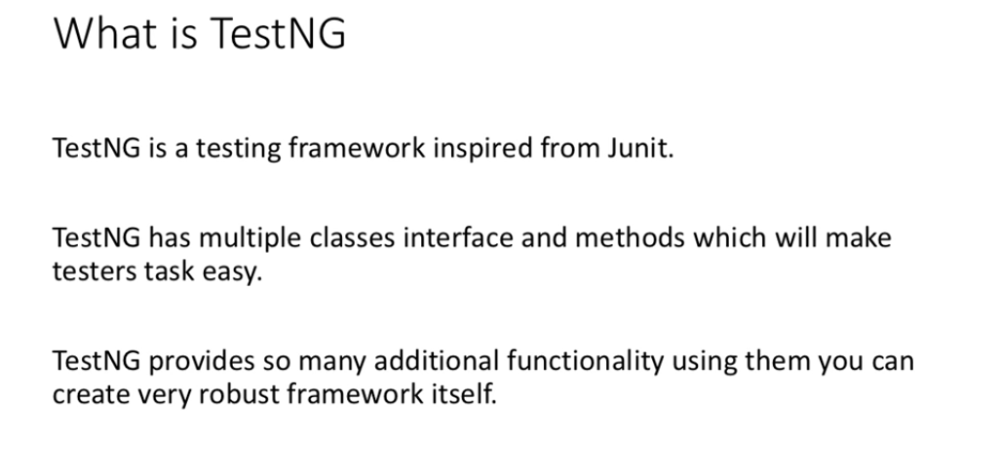 What is TestNG
TestNG is a testing framework inspired from Junit.
TestNG has multiple classes interface and methods which will make
testers task easy.
TestNG provides so many additional functionality using them you can
create very robust framework itself.